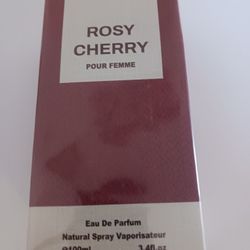 ROSY
CHERRY
POUR FEMME
Eau De Parfum
Natural Spray Vaporisateur
℮100ml 3.4fl.oz